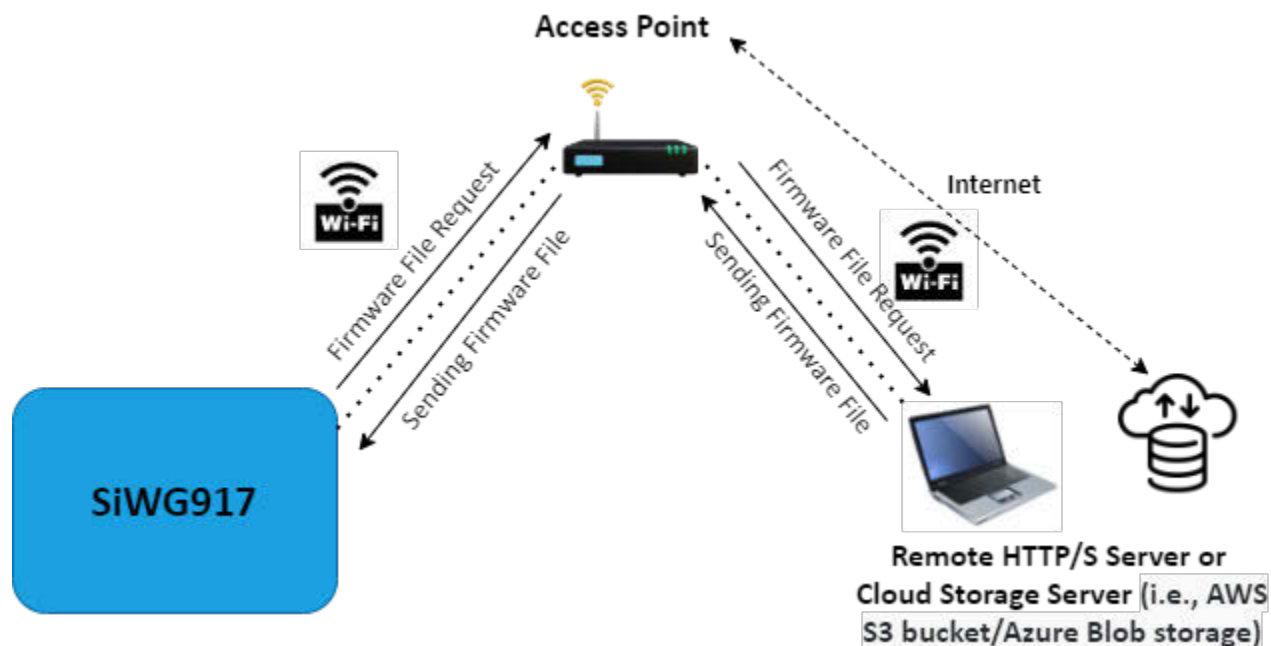 Access Point
Internet
Wi-Fi
Firmware File Request
Sending Firmware File
Firmware File Request
Sending Firmware File
Wi-Fi
SiWG917
Remote HTTP/S Server or
Cloud Storage Server (i.e., AWS
S3 bucket/Azure Blob storage)